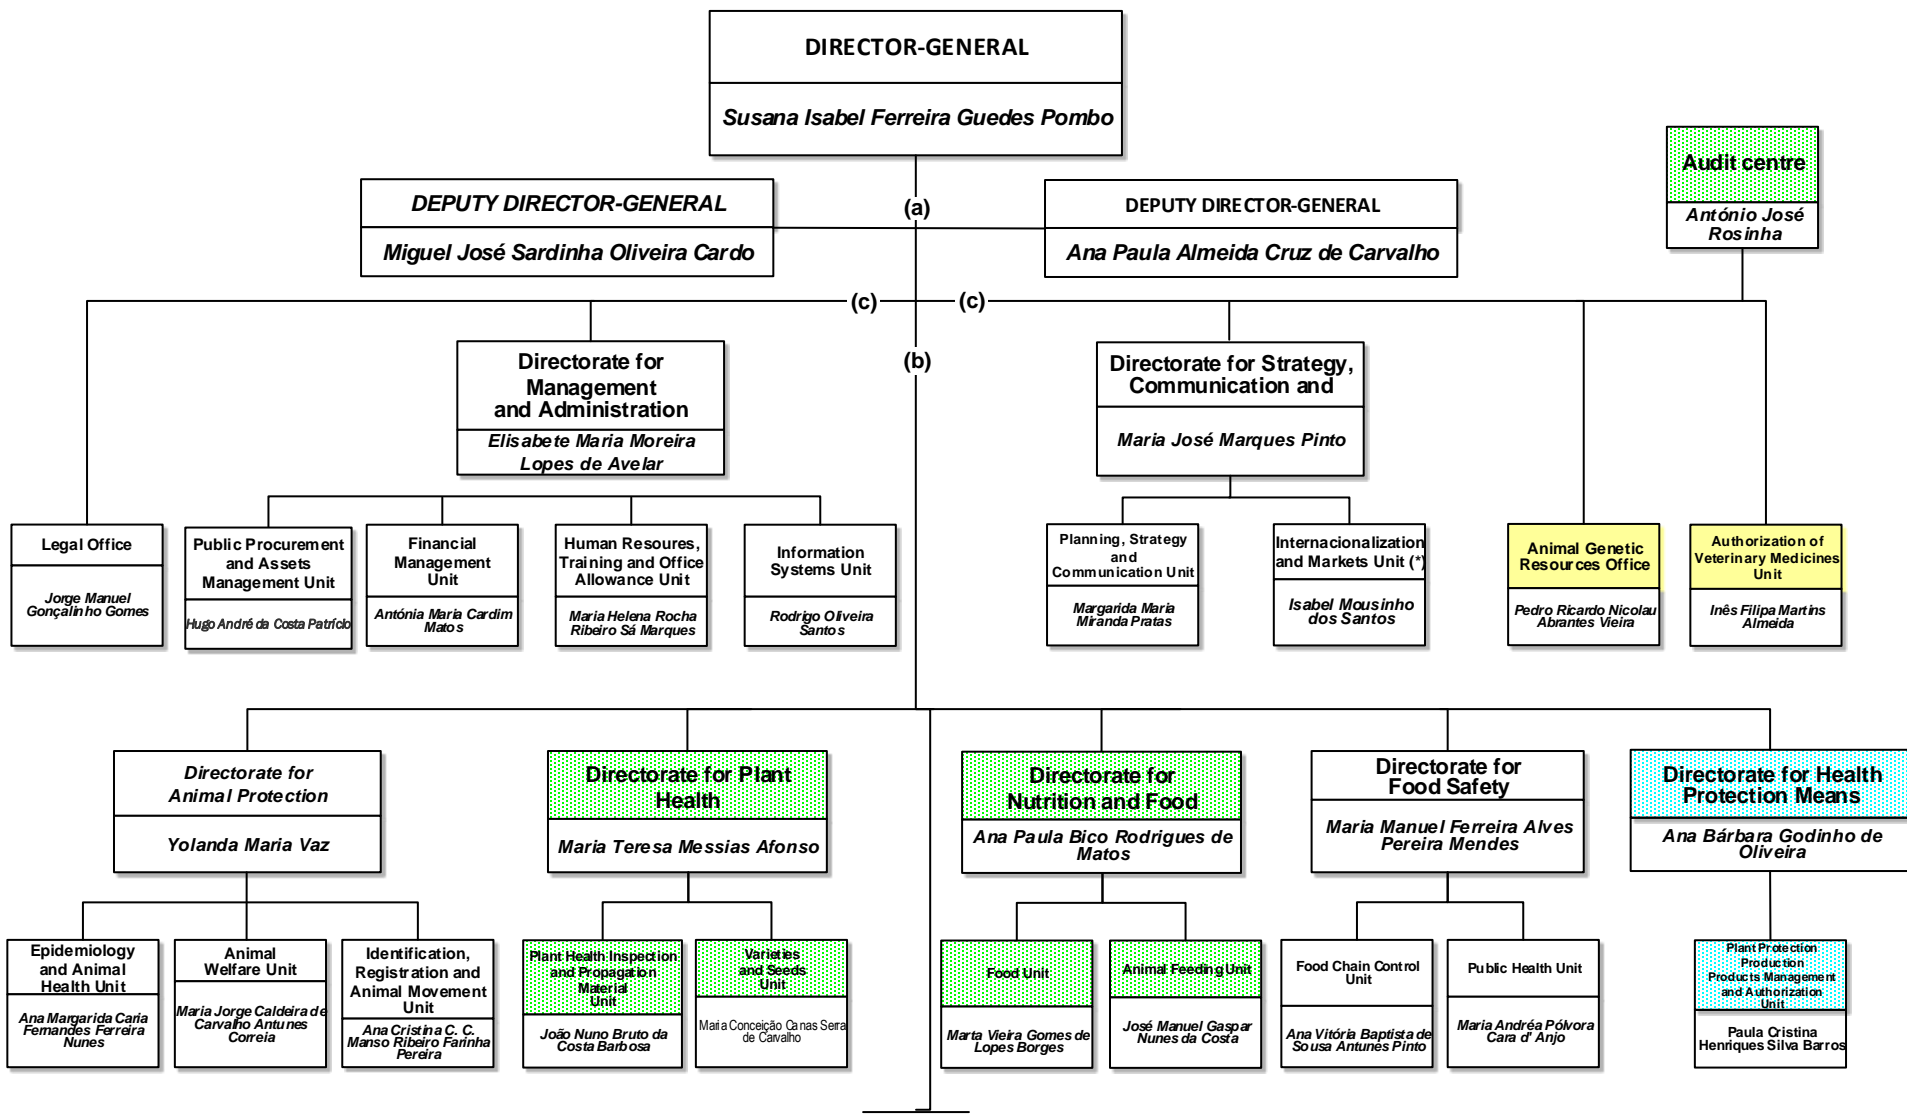 DIRECTOR-GENERAL
Susana Isabel Ferreira Guedes Pombo
Audit centre
António José
Rosinha
DEPUTY DIRECTOR-GENERAL
Miguel José Sardinha Oliveira Cardo
(a)
DEPUTY DIRECTOR-GENERAL
Ana Paula Almeida Cruz de Carvalho
(c)
(c)
(b)
Directorate for
Management
and Administration
Elisabete Maria Moreira
Lopes de Avelar
Directorate for Strategy,
Communication and
Maria José Marques Pinto
Legal Office
Jorge Manuel
Gonçalinho Gomes
Public Procurement
and Assets
Management Unit
Hugo André da Costa Patrício
Financial
Management
Unit
Antónia Maria Cardim
Matos
Human Resoures,
Training and Office
Allowance Unit
Maria Helena Rocha
Ribeiro Sá Marques
Information
Systems Unit
Rodrigo Oliveira
Santos
Planning, Strategy
and
Communication Unit
Margarida Maria
Miranda Pratas
Internacionalization
and Markets Unit (*)
Isabel Mousinho
dos Santos
Animal Genetic
Resources Office
Pedro Ricardo Nicolau
Abrantes Vieira
Authorization of
Veterinary Medicines
Unit
Inês Filipa Martins
Almeida
Directorate for
Animal Protection
Yolanda Maria Vaz
Directorate for Plant
Health
Maria Teresa Messias Afonso
Directorate for
Nutrition and Food
Ana Paula Bico Rodrigues de
Matos
Directorate for
Food Safety
Maria Manuel Ferreira Alves
Pereira Mendes
Directorate for Health
Protection Means
Ana Bárbara Godinho de
Oliveira
Epidemiology
and Animal
Health Unit
Ana Margarida Caria
Fernandes Ferreira
Nunes
Animal
Welfare Unit
Maria Jorge Caldeira de
Carvalho Antunes
Correia
Identification,
Registration and
Animal Movement
Unit
Ana Cristina C. C.
Manso Ribeiro Farinha
Pereira
Plant Health Inspection
and Propagation
Material
Unit
João Nuno Bruto da
Costa Barbosa
Varieties
and Seeds
Unit
Maria Conceição Canas Serra
de Carvalho
Food Unit
Marta Vieira Gomes de
Lopes Borges
Animal Feeding Unit
José Manuel Gaspar
Nunes da Costa
Food Chain Control
Unit
Ana Vitória Baptista de
Sousa Antunes Pinto
Public Health Unit
Maria Andréa Pólvora
Cara d' Anjo
Plant Protection
Production
Products Management
and Authorization
Unit
Paula Cristina
Henriques Silva Barros